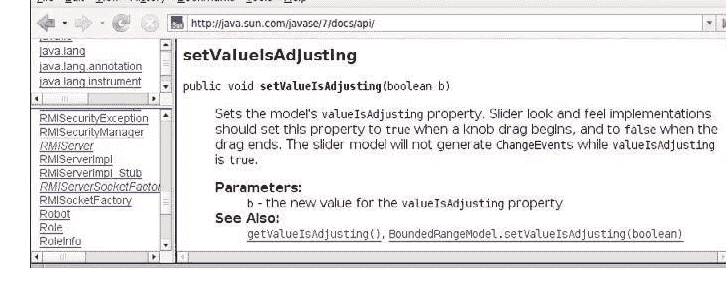 http://java.sun.com/javase/7/docs/api/
java.lang
java.lang.annotation
java.lang.instrument
RMISecurityException
RMISecurityManager
RMIServer
RMIServerImpl
RMIServerImpl_Stub
RMIServerSocketFactor
RMISocketFactory
Robot
Role
RoleInfo
setValueIsAdjusting
public void setValueIsAdjusting(boolean b)
Sets the model's valueIsAdjusting property. Slider look and feel implementations
should set this property to true when a knob drag begins, and to false when the
drag ends. The slider model will not generate ChangeEvents while valueIsAdjusting
is true.
Parameters:
b - the new value for the valueIsAdjusting property
See Also:
getValueIsAdjusting(), BoundedRangeModel.setValueIsAdjusting(boolean)